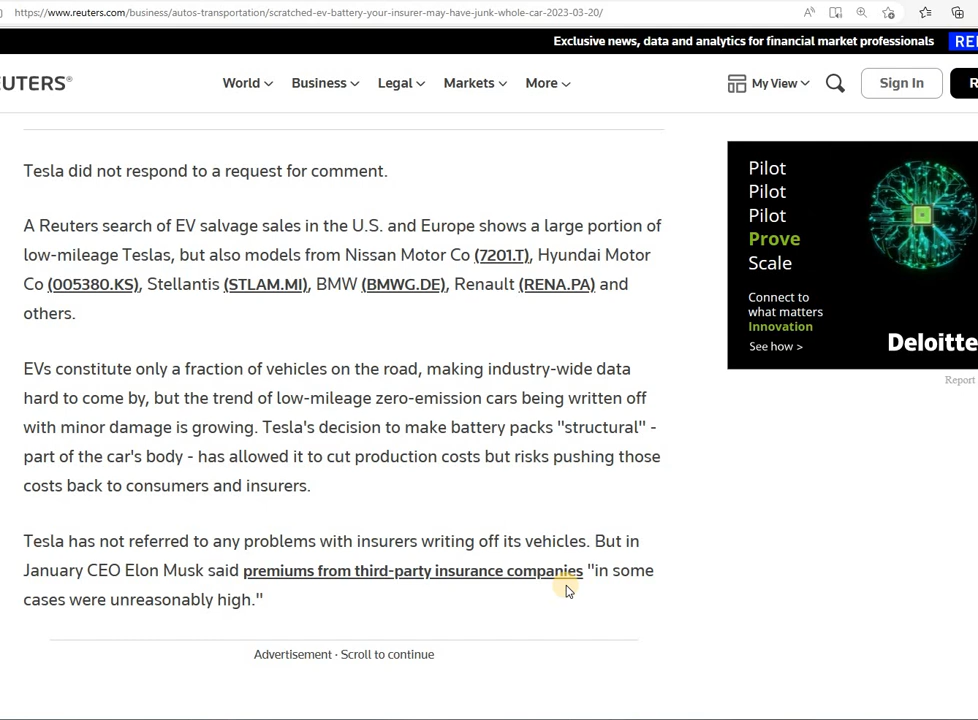 https://www.reuters.com/business/autos-transportation/scratched-ev-battery-your-insurer-may-have-junk-whole-car-2023-03-20/
Exclusive news, data and analytics for financial market professionals
World Business Legal Markets More My View Sign In
Tesla did not respond to a request for comment.
A Reuters search of EV salvage sales in the U.S. and Europe shows a large portion of
low-mileage Teslas, but also models from Nissan Motor Co (7201.T), Hyundai Motor
Co (005380.KS), Stellantis (STLAM.MI), BMW (BMWG.DE), Renault (RENA.PA) and
others.
EVs constitute only a fraction of vehicles on the road, making industry-wide data
hard to come by, but the trend of low-mileage zero-emission cars being written off
with minor damage is growing. Tesla's decision to make battery packs "structural" -
part of the car's body - has allowed it to cut production costs but risks pushing those
costs back to consumers and insurers.
Tesla has not referred to any problems with insurers writing off its vehicles. But in
January CEO Elon Musk said premiums from third-party insurance companies "in some
cases were unreasonably high."
Advertisement · Scroll to continue
Pilot
Pilot
Pilot
Prove
Scale
Connect to
what matters
Innovation
See how >
Deloitte
Report